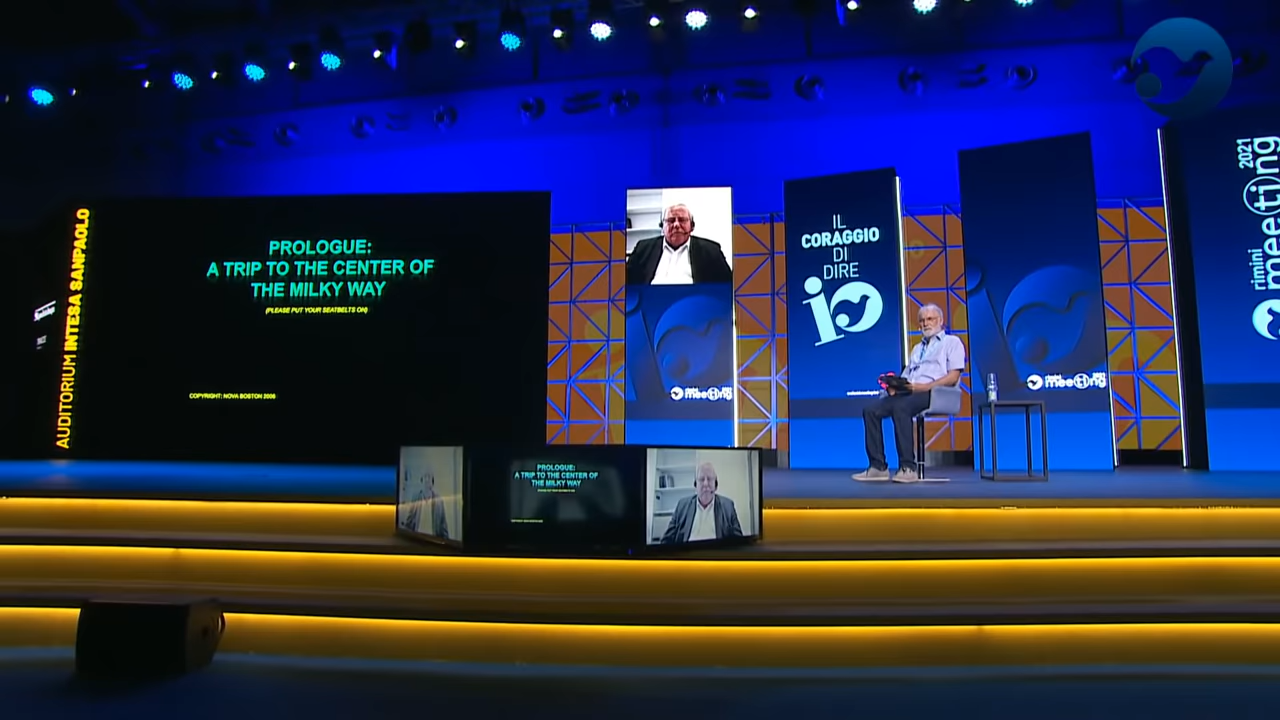 AUDITORIUM INTESA SANPAOLO
PROLOGUE:
A TRIP TO THE CENTER OF
THE MILKY WAY
(PLEASE PUT YOUR SEATBELTS ON)
COPYRIGHT: NOVA BOSTON 2006
IL
CORAGGIO
DI
DIRE
io
rimini
meeting
2021
meeting
meeting
PROLOGUE:
A TRIP TO THE CENTER OF
THE MILKY WAY